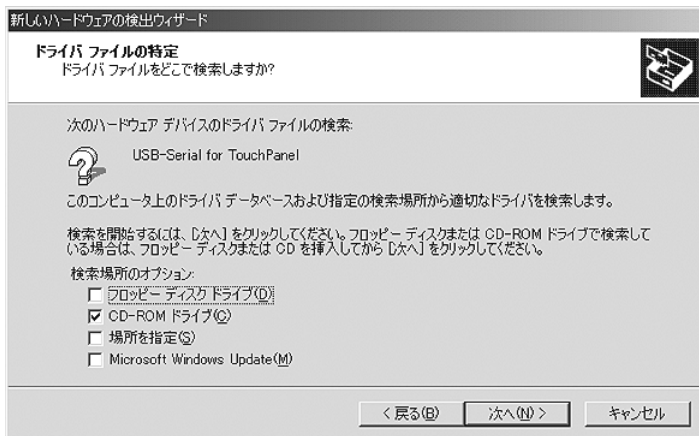 新しいハードウェアの検出ウィザード
ドライバ ファイルの特定
ドライバ ファイルをどこで検索しますか?
次のハードウェア デバイスのドライバ ファイルの検索:
USB-Serial for TouchPanel
このコンピュータ上のドライバ データベースおよび指定の検索場所から適切なドライバを検索します。
検索を開始するには、[次へ] をクリックしてください。フロッピー ディスクまたは CD-ROM ドライブで検索して
いる場合は、フロッピー ディスクまたは CD を挿入してから [次へ] をクリックしてください。
検索場所のオプション:
フロッピー ディスク ドライブ(D)
CD-ROM ドライブ(C)
場所を指定(S)
Microsoft Windows Update(M)
< 戻る(B)
次へ(N) >
キャンセル